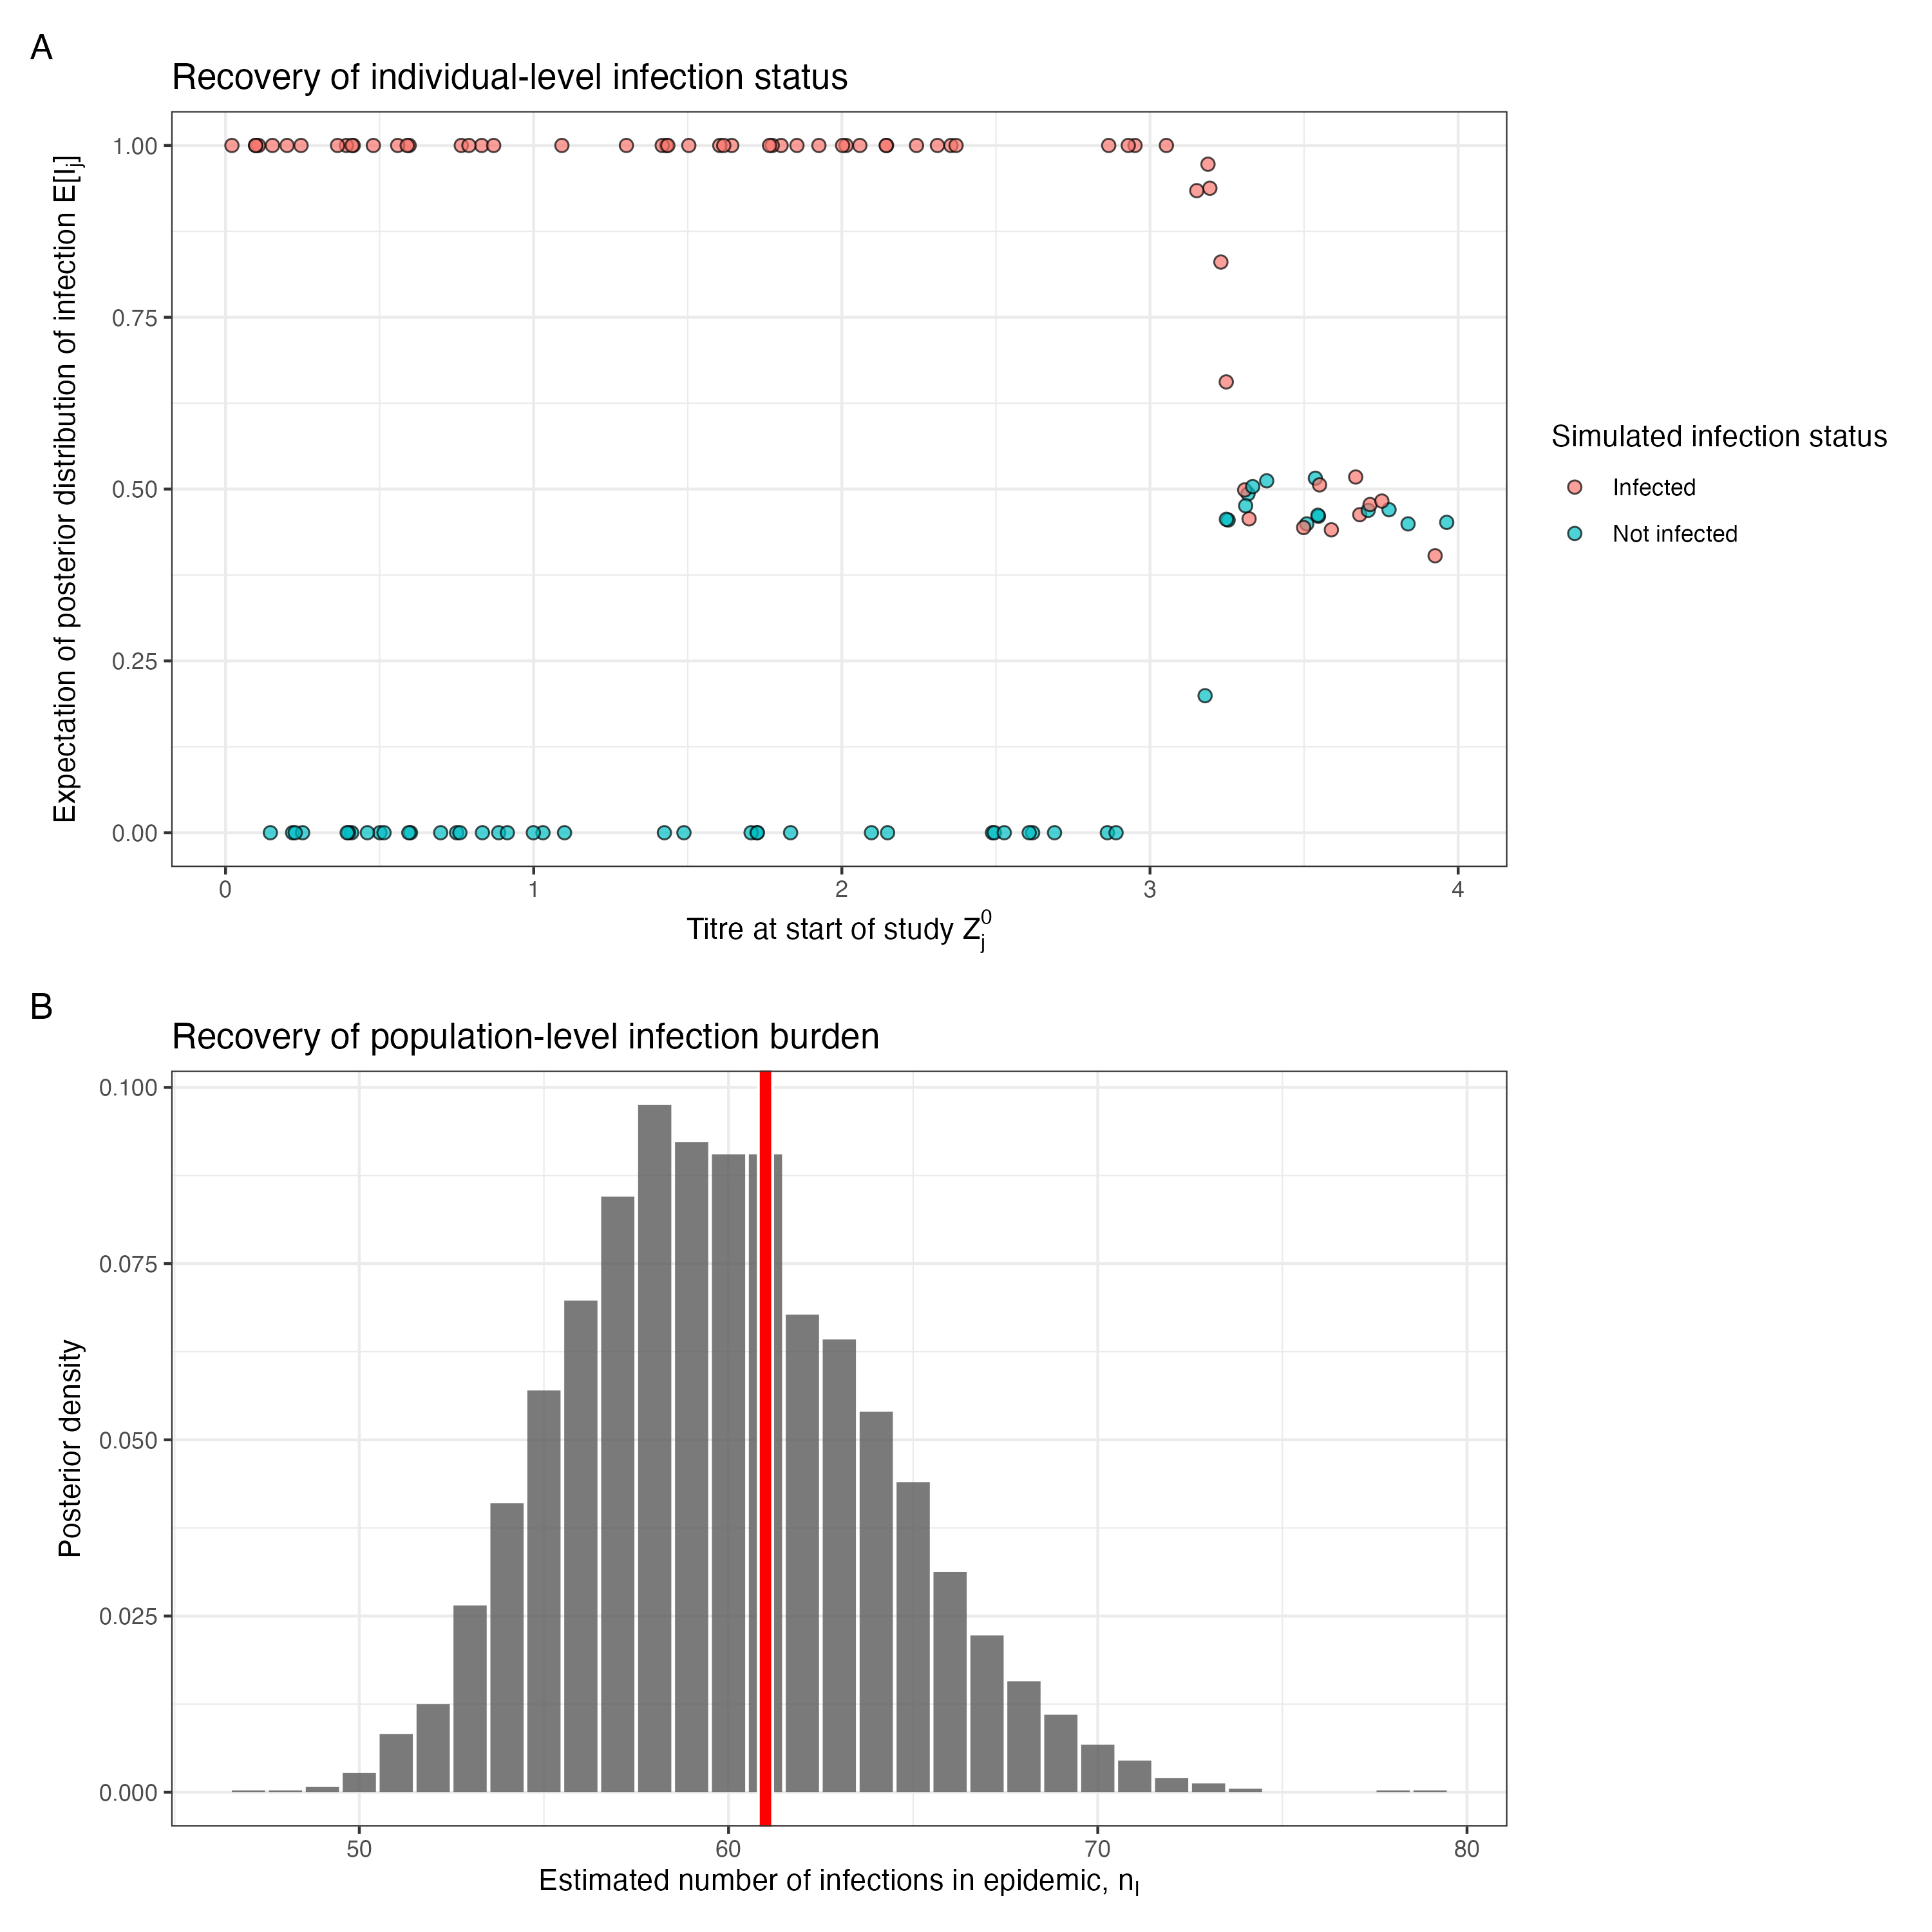 A
Recovery of individual-level infection status
Expectation of posterior distribution of infection E[Ij]
1.00
0.75
0.50
0.25
0.00
0 1 2 3 4
Titre at start of study Z0j
Simulated infection status
Infected
Not infected
B
Recovery of population-level infection burden
Posterior density
0.100
0.075
0.050
0.025
0.000
50 60 70 80
Estimated number of infections in epidemic, nI